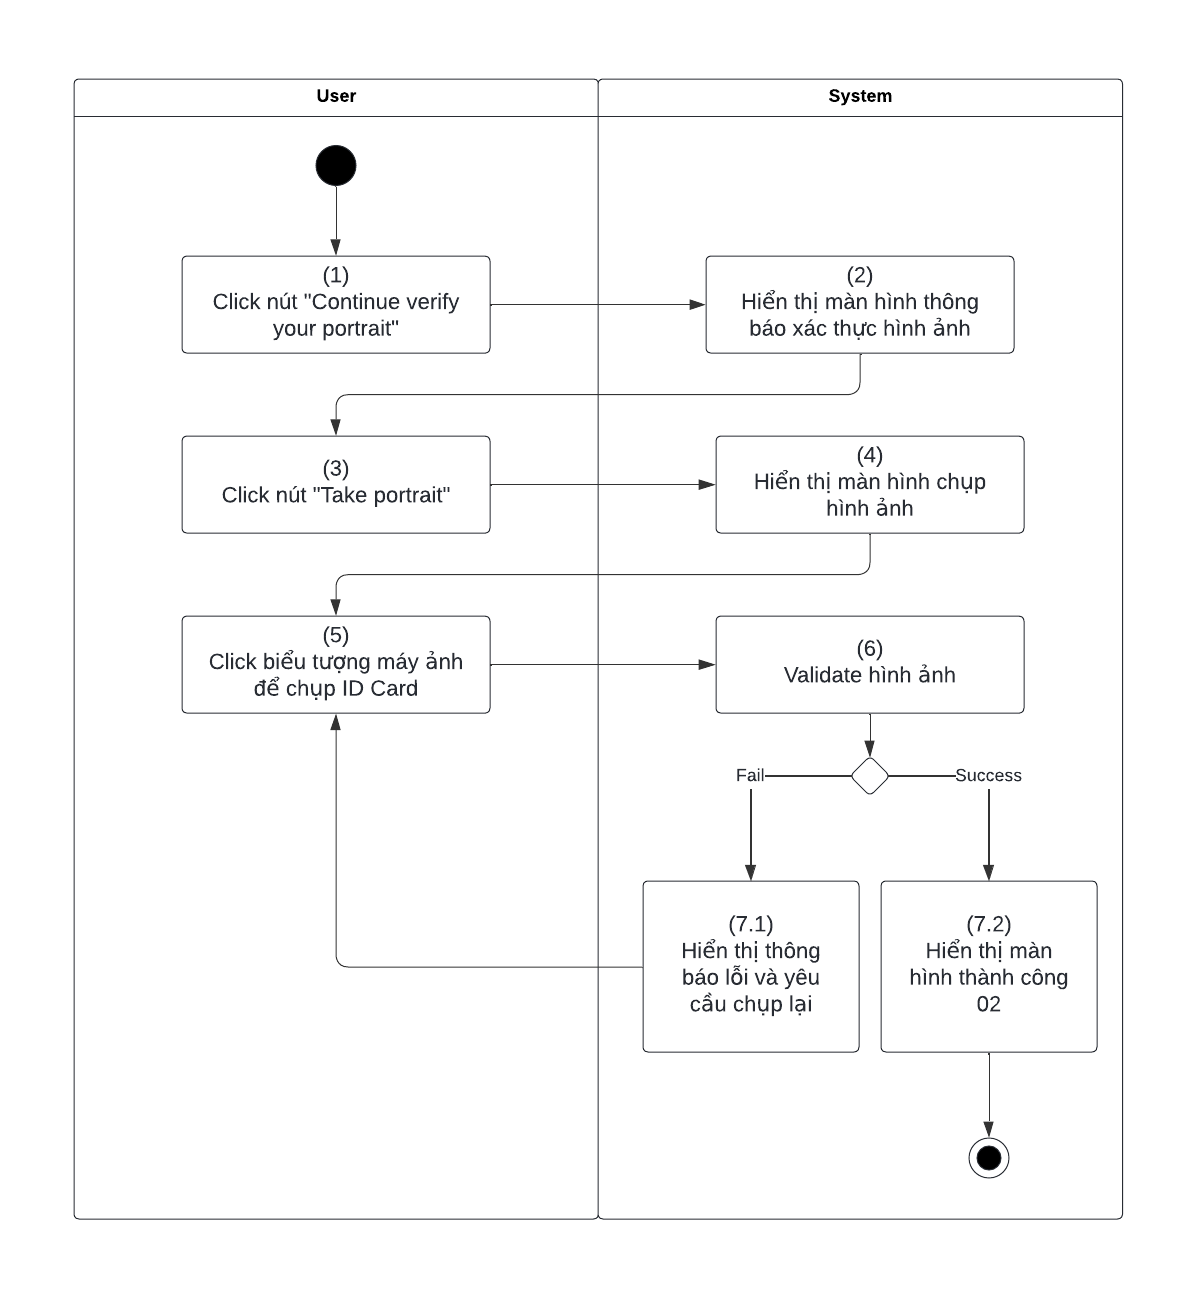 User
System
(1)
Click nút "Continue verify
your portrait"
(2)
Hiển thị màn hình thông
báo xác thực hình ảnh
(3)
Click nút "Take portrait"
(4)
Hiển thị màn hình chụp
hình ảnh
(5)
Click biểu tượng máy ảnh
để chụp ID Card
(6)
Validate hình ảnh
Fail
Success
(7.1)
Hiển thị thông
báo lỗi và yêu
cầu chụp lại
(7.2)
Hiển thị màn
hình thành công
02